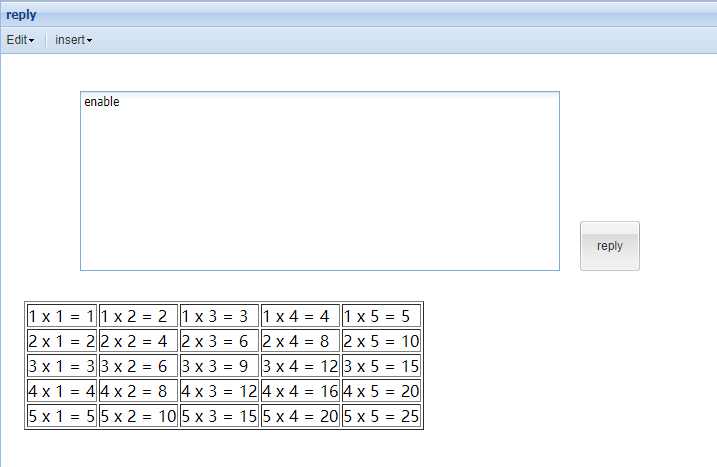 reply
Edit insert
enable
reply
1 x 1 = 1 1 x 2 = 2 1 x 3 = 3 1 x 4 = 4 1 x 5 = 5
2 x 1 = 2 2 x 2 = 4 2 x 3 = 6 2 x 4 = 8 2 x 5 = 10
3 x 1 = 3 3 x 2 = 6 3 x 3 = 9 3 x 4 = 12 3 x 5 = 15
4 x 1 = 4 4 x 2 = 8 4 x 3 = 12 4 x 4 = 16 4 x 5 = 20
5 x 1 = 5 5 x 2 = 10 5 x 3 = 15 5 x 4 = 20 5 x 5 = 25